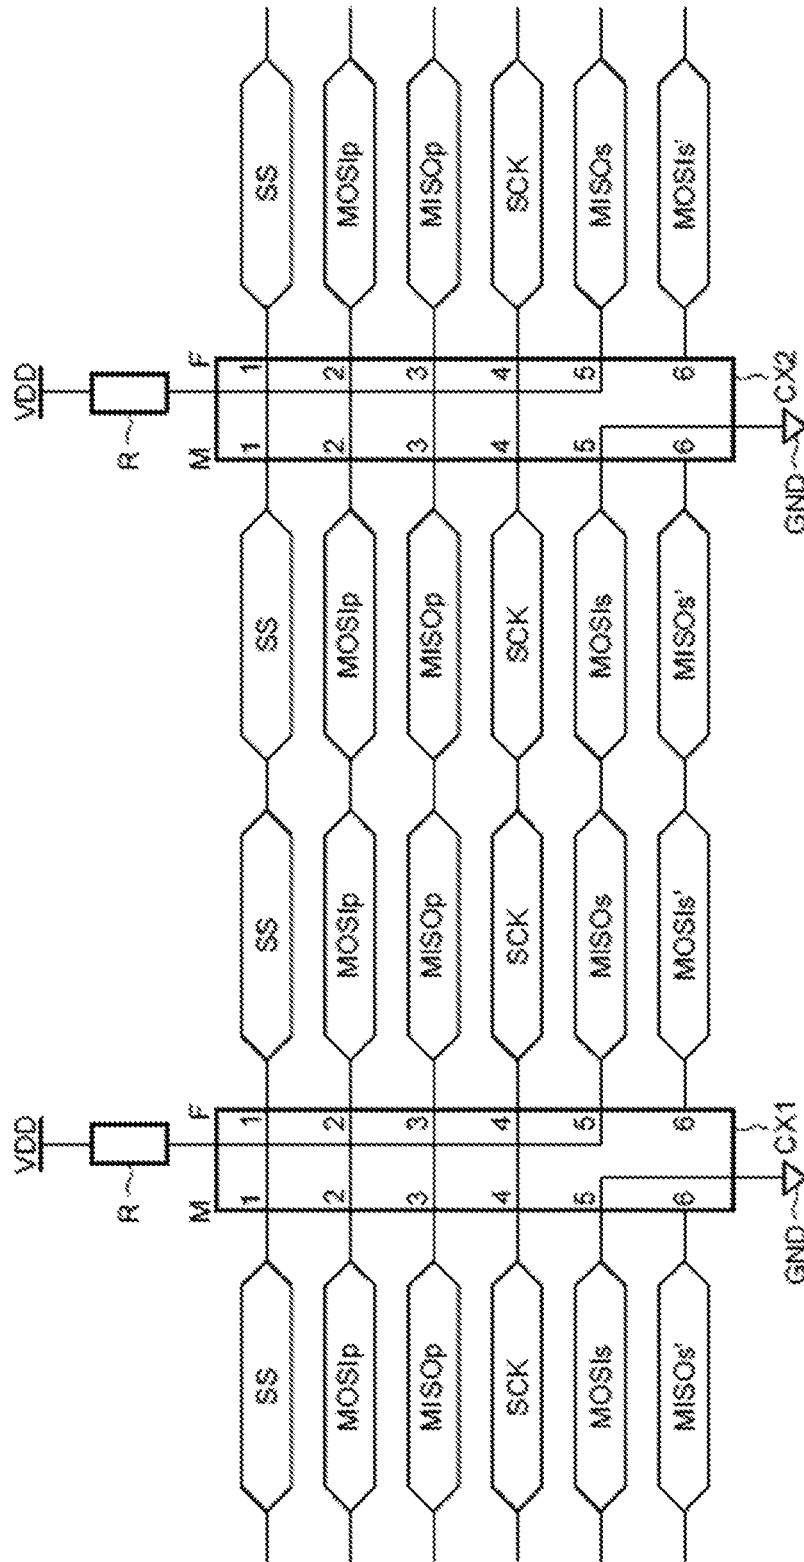 VDD VDD
R R
M F M F
SS 1 1 SS SS 1 1 SS
MOSIp 2 2 MOSIp MOSIp 2 2 MOSIp
MISOp 3 3 MISOp MISOp 3 3 MISOp
SCK 4 4 SCK SCK 4 4 SCK
MOSIs 5 5 MISOs MOSIs 5 5 MISOs
MISOs' 6 6 MOSIs' MISOs' 6 6 MOSIs'
GND CX1 GND CX2